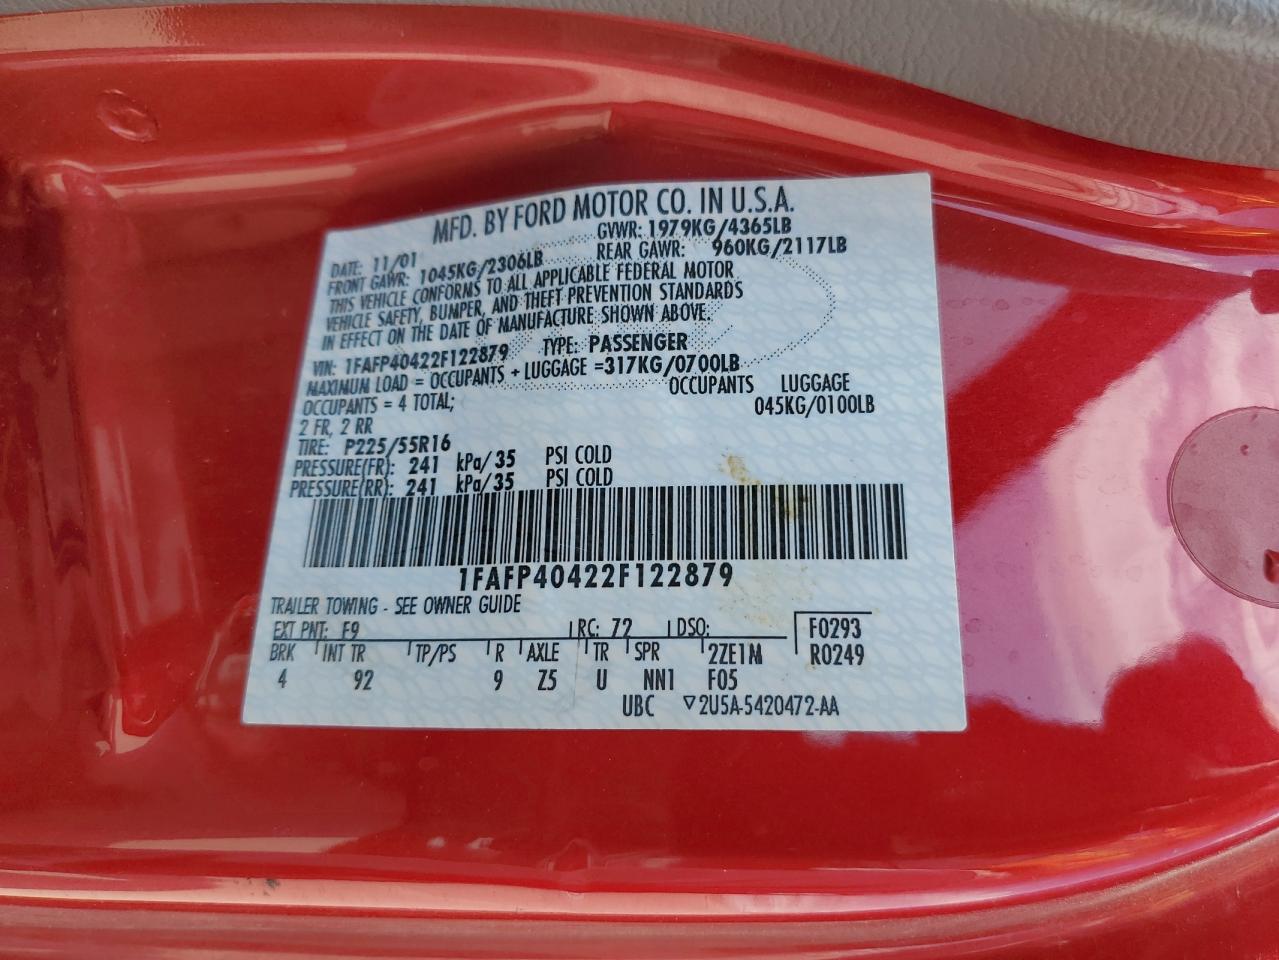 MFD. BY FORD MOTOR CO. IN U.S.A.
DATE: 11/01 GVWR: 1979KG/4365LB
FRONT GAWR: 1045KG/2306LB REAR GAWR: 960KG/2117LB
THIS VEHICLE CONFORMS TO ALL APPLICABLE FEDERAL MOTOR
VEHICLE SAFETY, BUMPER, AND THEFT PREVENTION STANDARDS
IN EFFECT ON THE DATE OF MANUFACTURE SHOWN ABOVE.
VIN: 1FAFP40422F122879 TYPE: PASSENGER
MAXIMUM LOAD = OCCUPANTS + LUGGAGE =317KG/0700LB
OCCUPANTS = 4 TOTAL; OCCUPANTS LUGGAGE
2 FR, 2 RR 045KG/0100LB
TIRE: P225/55R16
PRESSURE(FR): 241 kPa/35 PSI COLD
PRESSURE(RR): 241 kPa/35 PSI COLD
1FAFP40422F122879
TRAILER TOWING - SEE OWNER GUIDE
EXT PNT: F9 RC: 72 DSO: F0293
BRK INT TR TP/PS R AXLE TR SPR 2ZE1M R0249
4 92 9 Z5 U NN1 F05
UBC ▽2U5A-5420472-AA